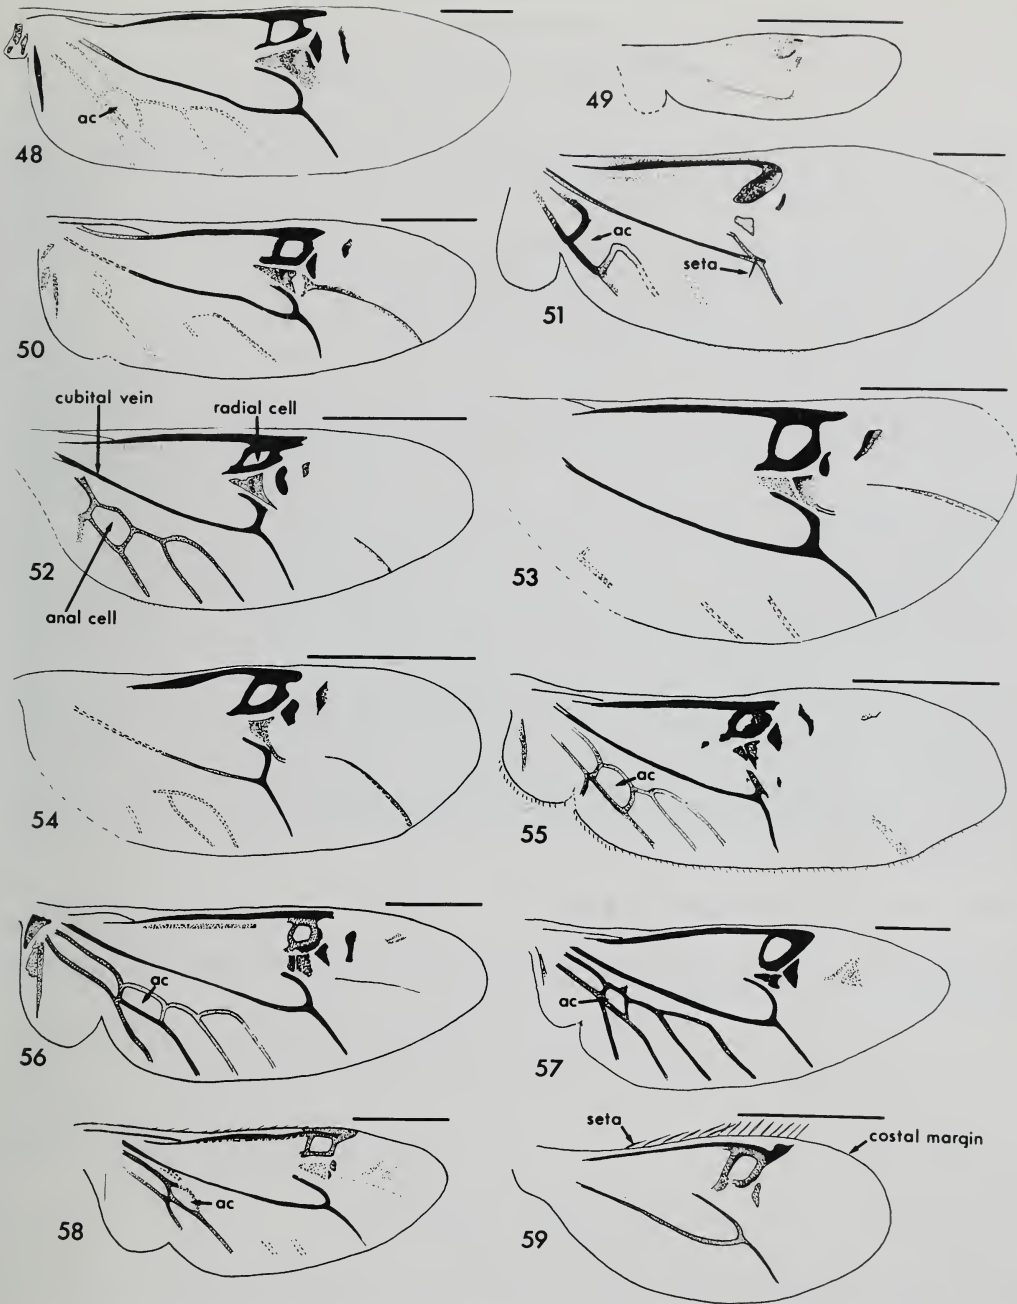 48
ac
49
50
51
ac
seta
52
cubital vein
radial cell
anal cell
53
54
55
ac
56
ac
57
ac
58
ac
59
seta
costal margin